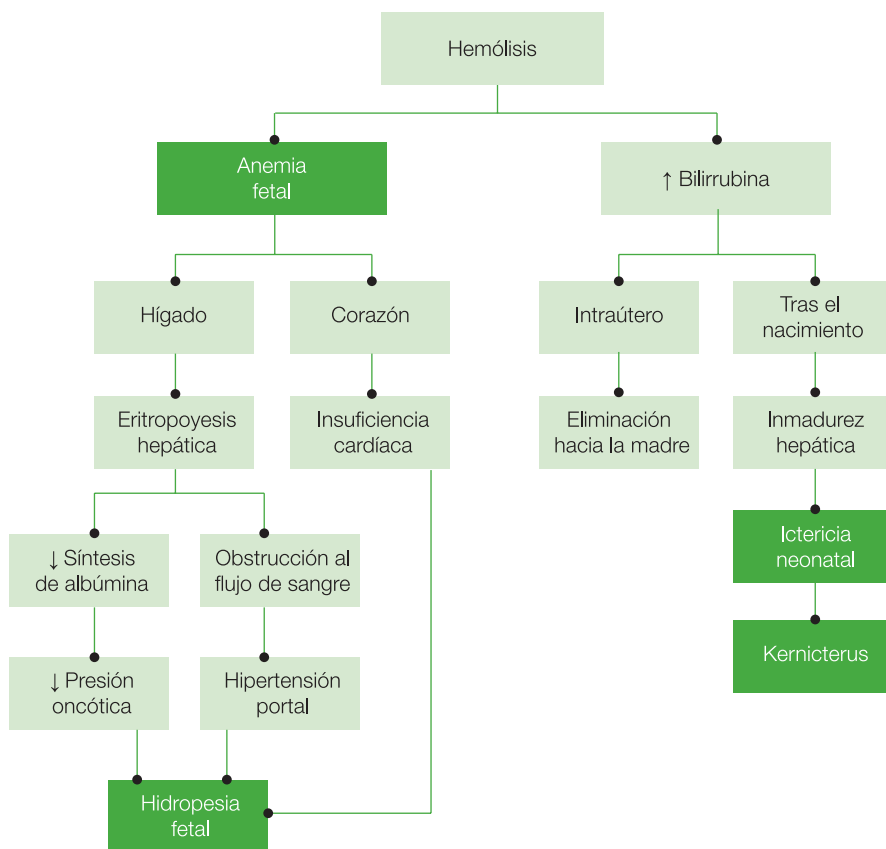 Hemólisis
Anemia
fetal
↑ Bilirrubina
Hígado
Corazón
Intraútero
Tras el
nacimiento
Eritropoyesis
hepática
Insuficiencia
cardíaca
Eliminación
hacia la madre
Inmadurez
hepática
↓ Síntesis
de albúmina
Obstrucción al
flujo de sangre
Ictericia
neonatal
↓ Presión
oncótica
Hipertensión
portal
Kernicterus
Hidropesia
fetal